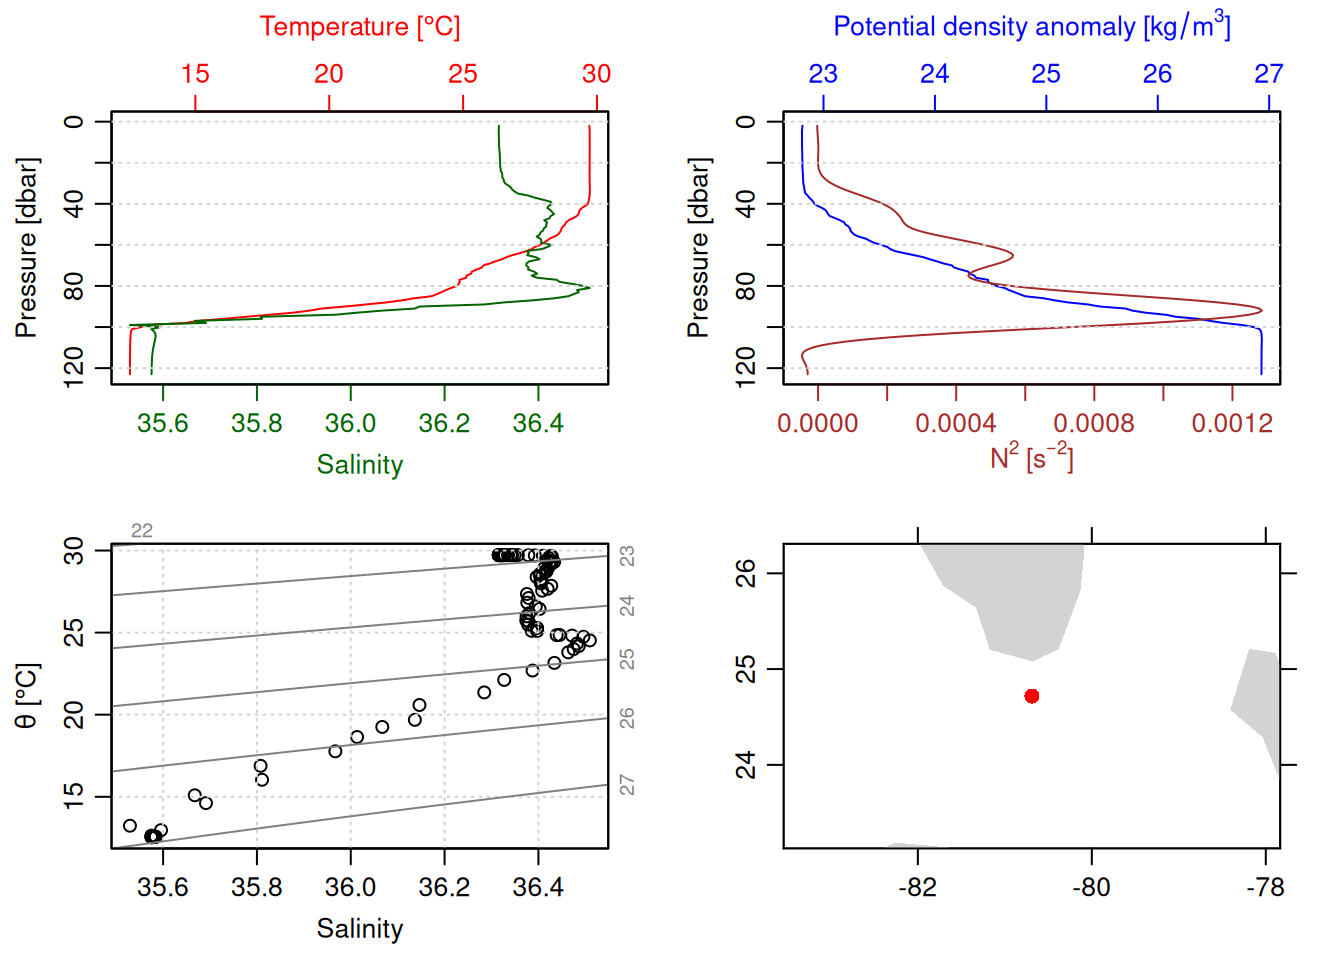 Temperature [°C]
15 20 25 30
0
40
80
120
Pressure [dbar]
35.6 35.8 36.0 36.2 36.4
Salinity
Potential density anomaly [kg/m³]
23 24 25 26 27
0
40
80
120
Pressure [dbar]
0.0000 0.0004 0.0008 0.0012
N² [s⁻²]
22
30
25
20
15
θ [°C]
23
24
25
26
27
35.6 35.8 36.0 36.2 36.4
Salinity
26
25
24
-82 -80 -78